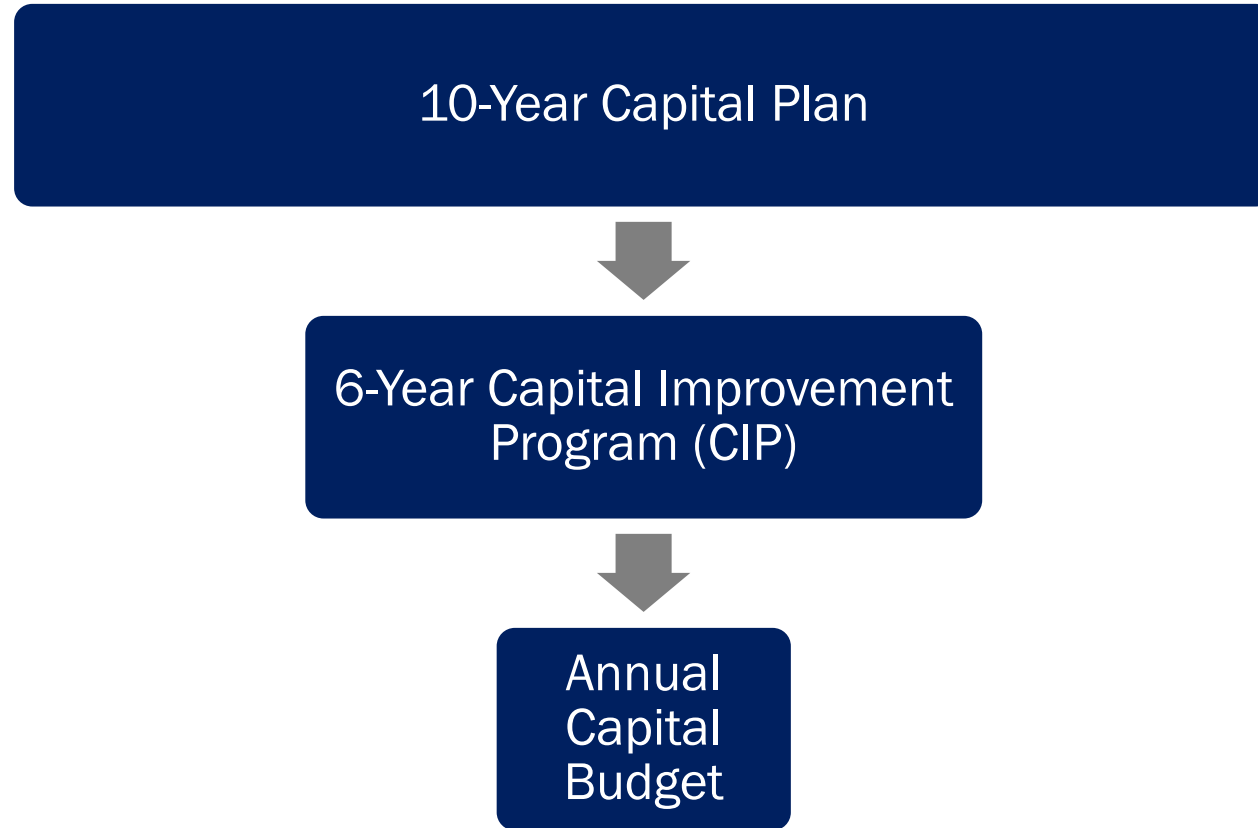 10-Year Capital Plan
6-Year Capital Improvement
Program (CIP)
Annual
Capital
Budget